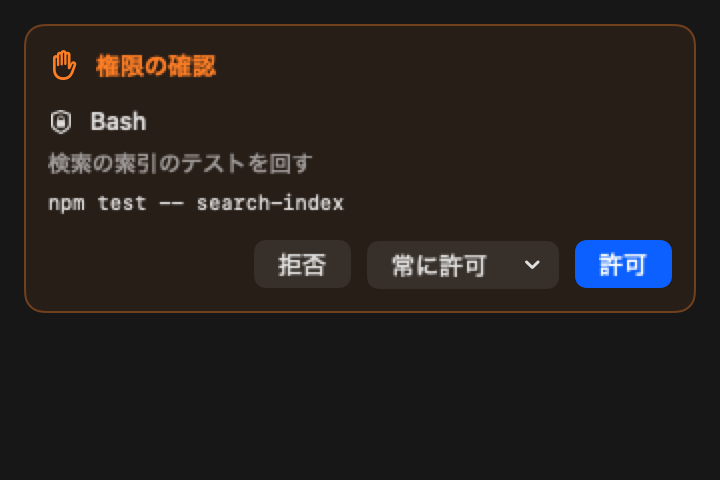 権限の確認
Bash
検索の索引のテストを回す
npm test -- search-index
拒否 常に許可 許可